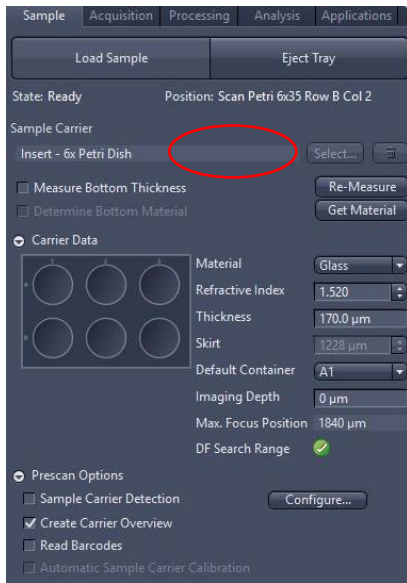 Sample Acquisition Processing Analysis Applications
Load Sample Eject Tray
State: Ready Position: Scan Petri 6x35 Row B Col 2
Sample Carrier
Insert - 6x Petri Dish Select...
Measure Bottom Thickness Re-Measure
Determine Bottom Material Get Material
Carrier Data
1 2 3
A
B
Material Glass
Refractive Index 1.520
Thickness 170.0 µm
Skirt 1228 µm
Default Container A1
Imaging Depth 0 µm
Max. Focus Position 1840 µm
DF Search Range
Prescan Options
Sample Carrier Detection Configure...
Create Carrier Overview
Read Barcodes
Automatic Sample Carrier Calibration